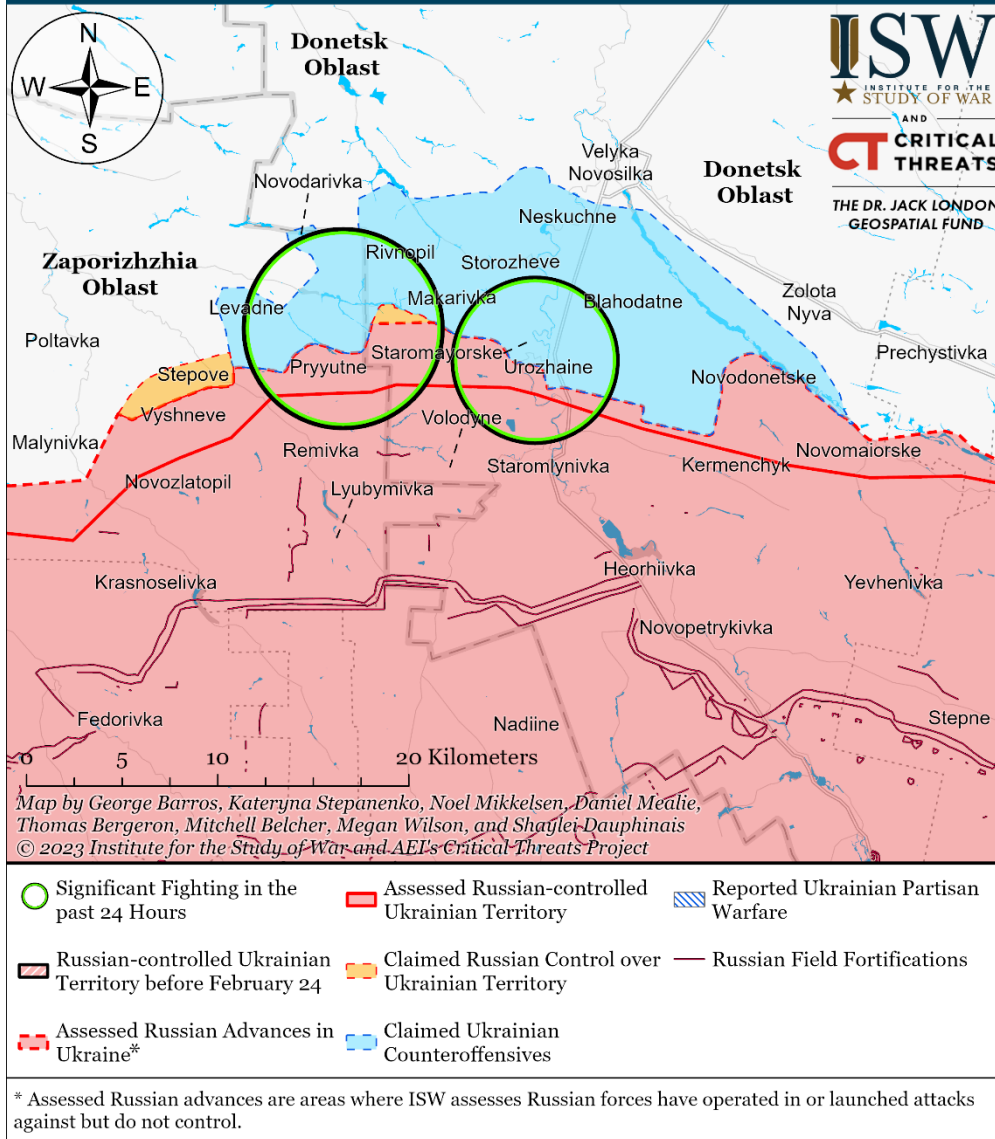 N
W E
S
Donetsk
Oblast
ISW
INSTITUTE FOR THE
STUDY OF WAR
AND
CT CRITICAL
THREATS
THE DR. JACK LONDON
GEOSPATIAL FUND
Velyka
Novosilka
Donetsk
Oblast
Novodarivka
Neskuchne
Rivnopil
Storozheve
Zaporizhzhia
Oblast
Levadne
Makarivka
Blahodatne
Zolota
Nyva
Poltavka
Prechystivka
Staromayorske
Stepove
Pryyutne
Urozhaine
Novodonetske
Vyshneve
Volodyne
Malynivka
Remivka
Staromlynivka
Kermenchyk
Novomaiorske
Novozlatopil
Lyubymivka
Krasnoselivka
Heorhiivka
Yevhenivka
Novopetrykivka
Fedorivka
Nadiine
Stepne
0 5 10 20 Kilometers
Map by George Barros, Kateryna Stepanenko, Noel Mikkelsen, Daniel Mealie,
Thomas Bergeron, Mitchell Belcher, Megan Wilson, and Shaylei Dauphinais
© 2023 Institute for the Study of War and AEI's Critical Threats Project
Significant Fighting in the
past 24 Hours
Russian-controlled Ukrainian
Territory before February 24
Assessed Russian Advances in
Ukraine*
Assessed Russian-controlled
Ukrainian Territory
Claimed Russian Control over
Ukrainian Territory
Claimed Ukrainian
Counteroffensives
Reported Ukrainian Partisan
Warfare
Russian Field Fortifications
* Assessed Russian advances are areas where ISW assesses Russian forces have operated in or launched attacks
against but do not control.